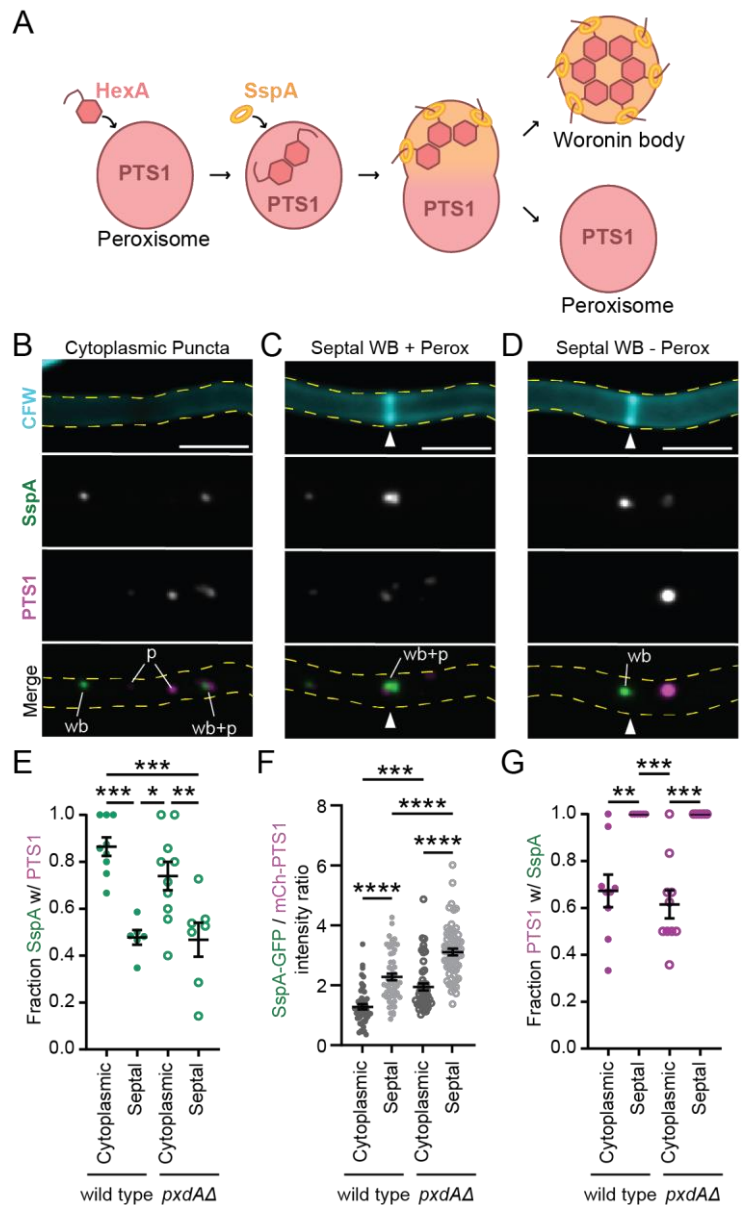 A
HexA
SspA
PTS1
PTS1
PTS1
Woronin body
Peroxisome
PTS1
Peroxisome
B
Cytoplasmic Puncta
C
Septal WB + Perox
D
Septal WB - Perox
CFW
SspA
PTS1
Merge
p
wb
wb+p
wb+p
wb
E
***
*** * **
Fraction SspA w/ PTS1
1.0
0.8
0.6
0.4
0.2
0.0
Cytoplasmic
Septal
Cytoplasmic
Septal
wild type
pxdAΔ
F
***
****
****
****
SspA-GFP / mCh-PTS1
intensity ratio
8
6
4
2
0
Cytoplasmic
Septal
Cytoplasmic
Septal
wild type
pxdAΔ
G
***
** ***
Fraction PTS1 w/ SspA
1.0
0.8
0.6
0.4
0.2
0.0
Cytoplasmic
Septal
Cytoplasmic
Septal
wild type
pxdAΔ